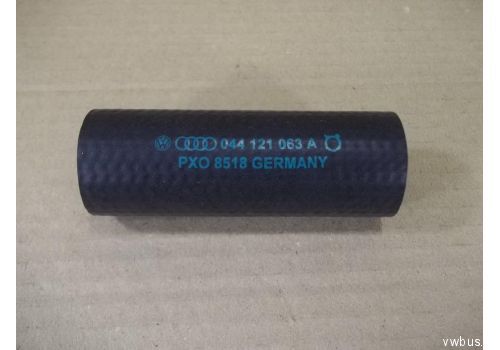 044 121 063 A
PXO 8518 GERMANY
vwbus.